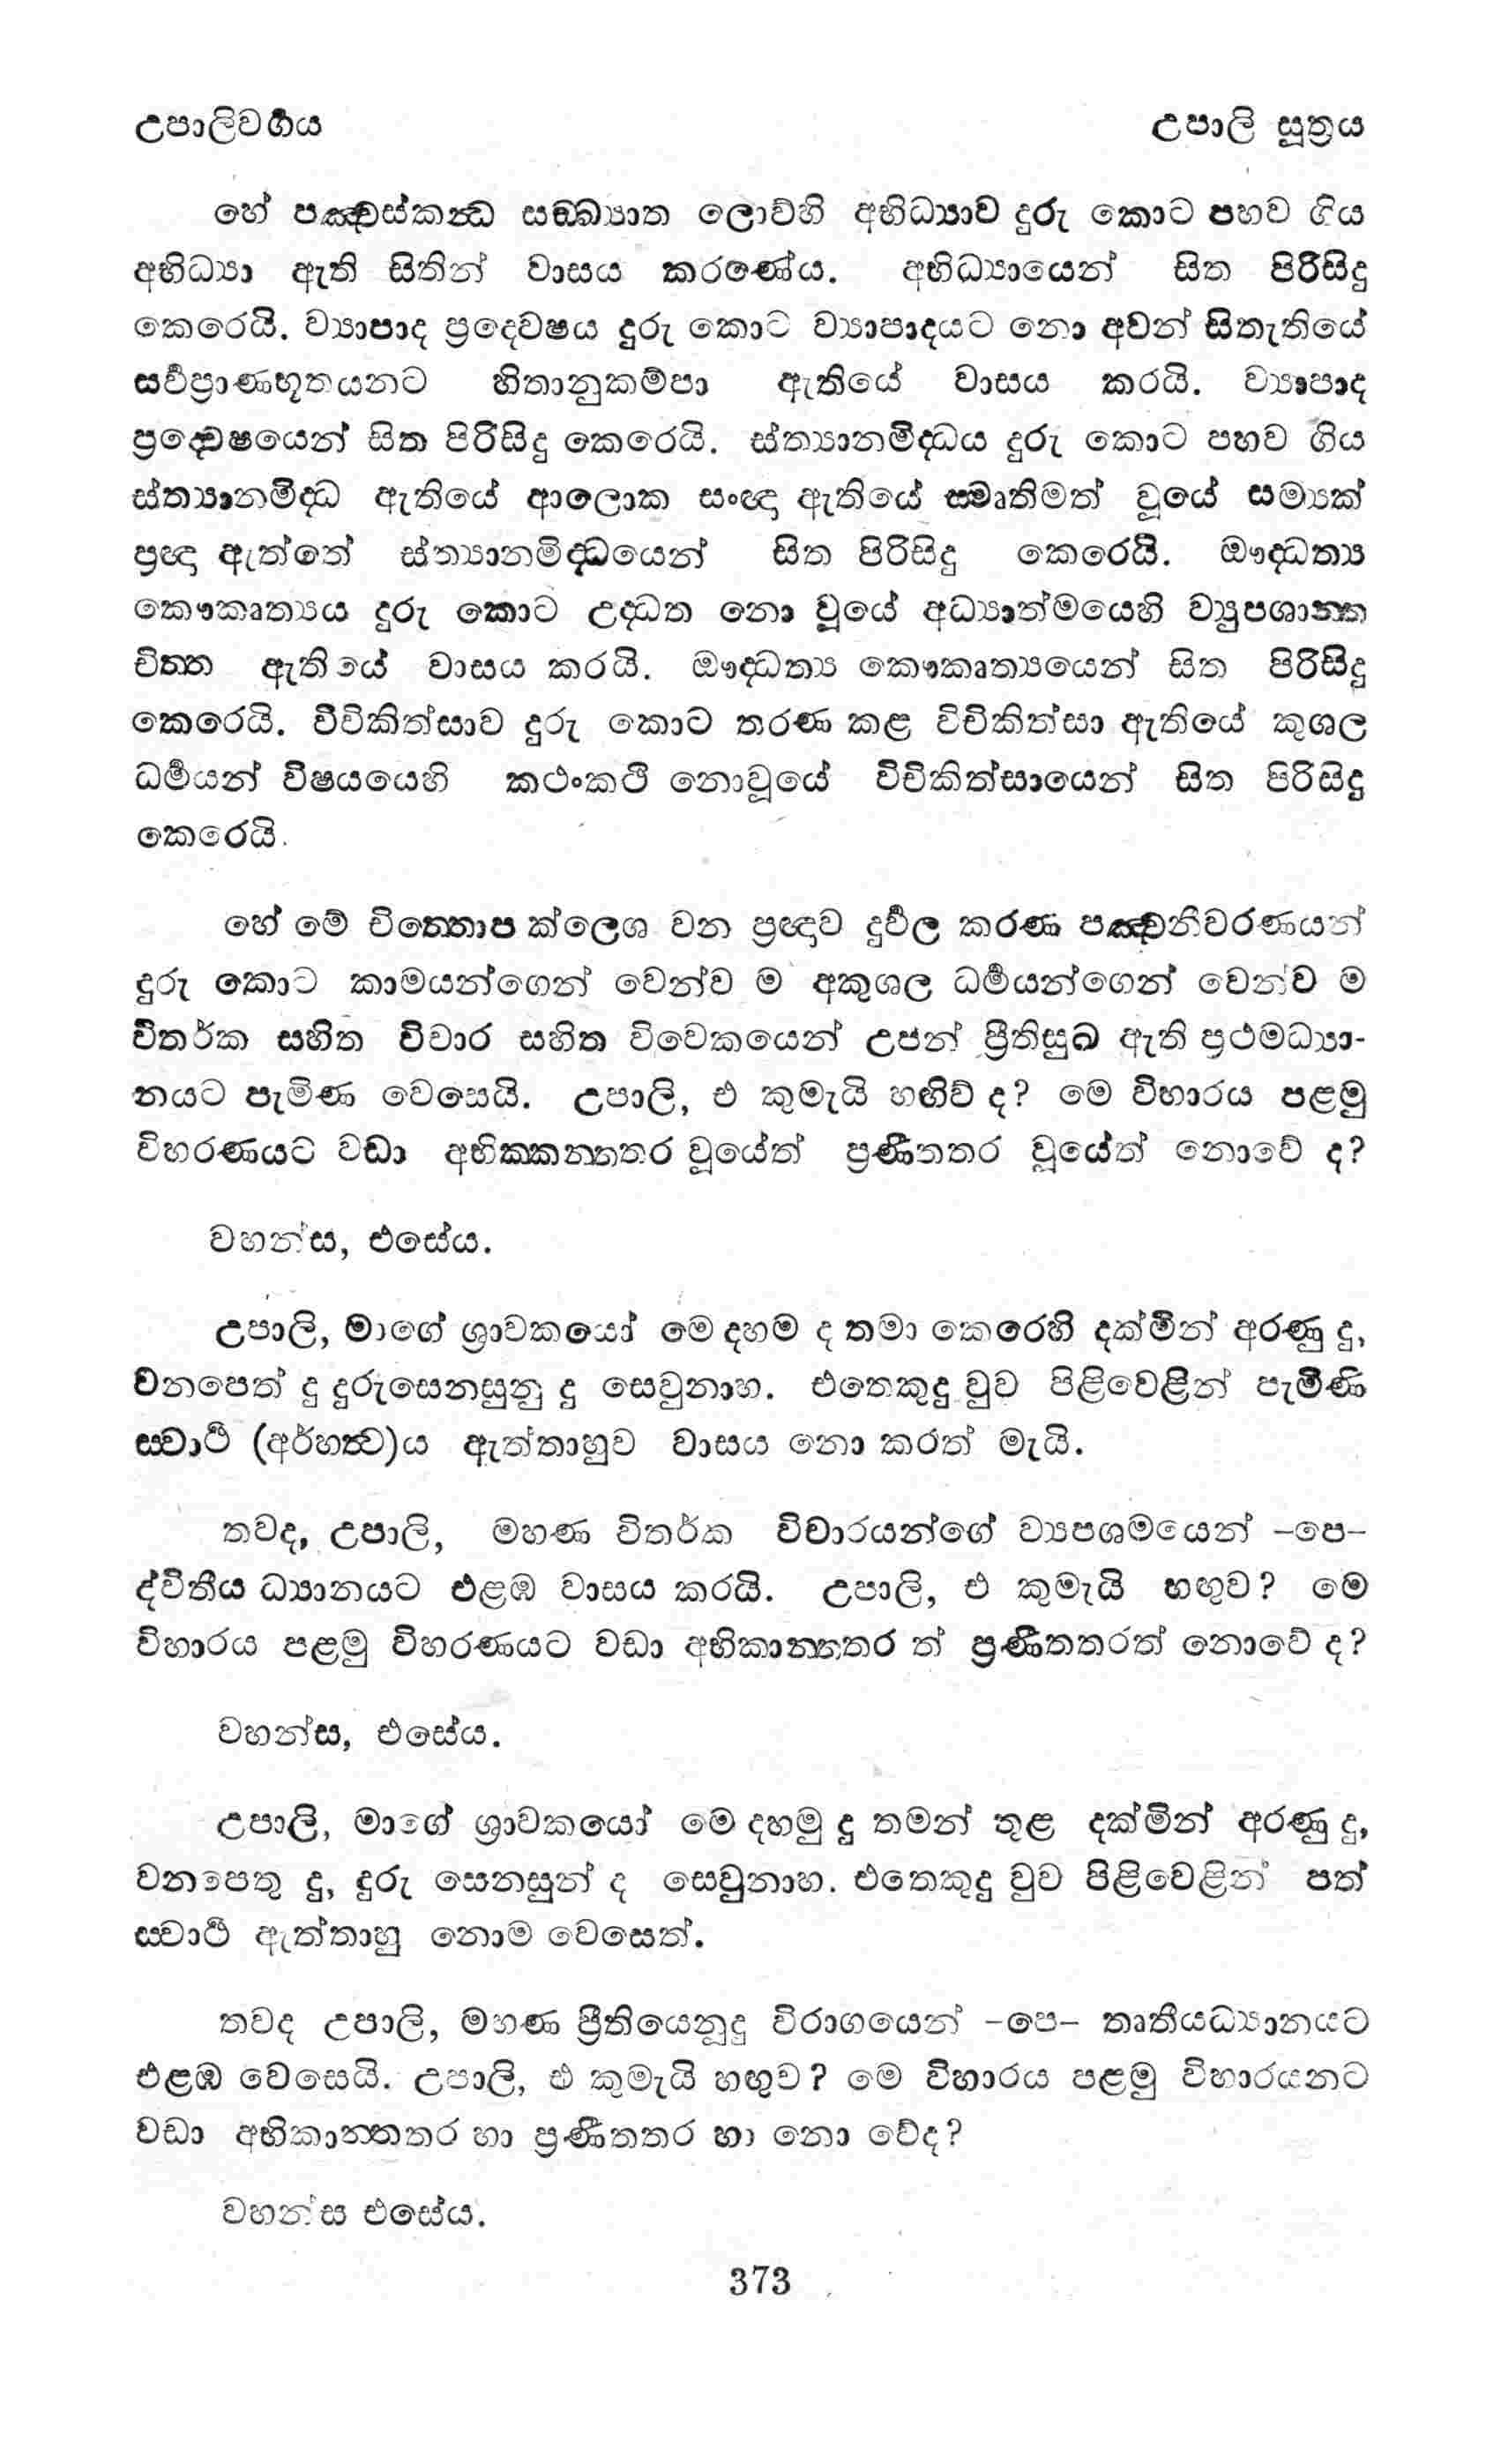 උපාලිවර්‍ගය
උපාලි සූත්‍රය
හේ පඤ්චස්කන්‍ධ සඞ්ඛ්‍යාත ලොව්හි අභිධ්‍යාව දුරු කොට පහව ගිය
අභිධ්‍යා ඇති සිතින් වාසය කරණේය. අභිධ්‍යායෙන් සිත පිරිසිදු
කෙරෙයි. ව්‍යාපාද ප්‍රදෙවෂය දුරු කොට ව්‍යාපාදයට නො අවන් සිතැතියේ
සර්‍වප්‍රාණභූතයනට හිතානුකම්පා ඇතියේ වාසය කරයි. ව්‍යාපාද
ප්‍රද්‍වෙෂයෙන් සිත පිරිසිදු කෙරෙයි. ස්ත්‍යානමිද්‍ධය දුරු කොට පහව ගිය
ස්ත්‍යානමිද්‍ධ ඇතියේ ආලොක සංඥා ඇතියේ ස්මෘතිමත් වූයේ සම්‍යක්
ප්‍රඥා ඇත්තේ ස්ත්‍යානමිද්‍ධයෙන් සිත පිරිසිදු කෙරෙයි. ඖද්‍ධත්‍ය
කෞකෘත්‍යය දුරු කොට උද්‍ධත නො වූයේ අධ්‍යාත්මයෙහි ව්‍යුපශාන්ත
චිත්ත ඇතියේ වාසය කරයි. ඖද්‍ධත්‍ය කෞකෘත්‍යයෙන් සිත පිරිසිදු
කෙරෙයි. විචිකිත්සාව දුරු කොට තරණ කළ විචිකිත්සා ඇතියේ කුශල
ධර්‍මයන් විෂයයෙහි කථංකථි නොවූයේ විචිකිත්සායෙන් සිත පිරිසිදු
කෙරෙයි.
හේ මේ චිත්තොප ක්ලෙශ වන ප්‍රඥාව දුර්‍වල කරණ පඤ්චනීවරණයන්
දුරු කොට කාමයන්ගෙන් වෙන්ව ම අකුශල ධර්‍මයන්ගෙන් වෙන්ව ම
විතර්ක සහිත විචාර සහිත විවෙකයෙන් උපන් ප්‍රීතිසුඛ ඇති ප්‍රථමධ්‍යා-
නයට පැමිණ වෙසෙයි. උපාලි, එ කුමැයි හඟිව් ද? මෙ විහාරය පළමු
විහරණයට වඩා අභික්කන්තතර වූයේත් ප්‍රණීතතර වූයේත් නොවේ ද?
වහන්ස, එසේය.
උපාලි, මාගේ ශ්‍රාවකයෝ මෙ දහම ද තමා කෙරෙහි දක්මින් අරණු දු,
වනපෙත් දු දුරුසෙනසුනු දු සෙවුනාහ. එතෙකුදු වුව පිළිවෙළින් පැමිණි
ස්වාර්‍ථ (අර්හත්ව)ය ඇත්තාහුව වාසය නො කරත් මැයි.
තවද, උපාලි, මහණ විතර්ක විචාරයන්ගේ ව්‍යපශමයෙන් -පෙ-
ද්විතීය ධ්‍යානයට එළඹ වාසය කරයි. උපාලි, එ කුමැයි හඟුව? මෙ
විහාරය පළමු විහරණයට වඩා අභිකාන්තතර ත් ප්‍රණීතතරත් නොවේ ද?
වහන්ස, එසේය.
උපාලි, මාගේ ශ්‍රාවකයෝ මෙ දහමු දු තමන් තුළ දක්මින් අරණු දු,
වනපෙතු දු, දුරු සෙනසුන් ද සෙවුනාහ. එතෙකුදු වුව පිළිවෙළින් පත්
ස්වාර්‍ථ ඇත්තාහු නොම වෙසෙත්.
තවද උපාලි, මහණ ප්‍රීතියෙනුදු විරාගයෙන් -පෙ- තෘතීයධ්‍යානයට
එළඹ වෙසෙයි. උපාලි, එ කුමැයි හඟුව? මෙ විහාරය පළමු විහාරයනට
වඩා අභිකාන්තතර හා ප්‍රණීතතර හා නො වේද?
වහන්ස එසේය.
373